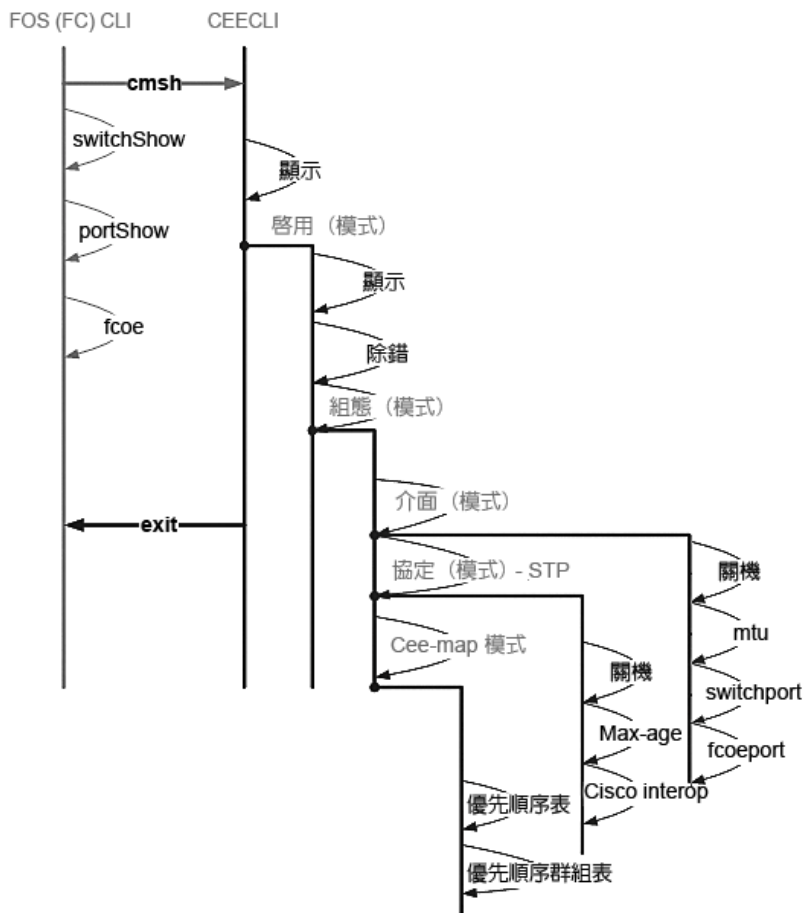 FOS (FC) CLI
CEECLI
cmsh
switchShow
顯示
portShow
啓用（模式）
顯示
fcoe
除錯
組態（模式）
介面（模式）
exit
協定（模式）- STP
關機
mtu
Cee-map 模式
關機
switchport
Max-age
fcoeport
Cisco interop
優先順序表
優先順序群組表